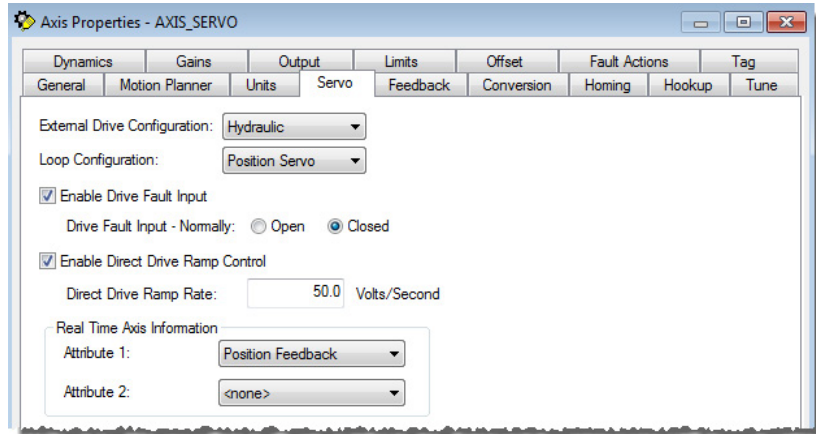 Axis Properties - AXIS_SERVO
Dynamics Gains Output Limits Offset Fault Actions Tag
General Motion Planner Units Servo Feedback Conversion Homing Hookup Tune
External Drive Configuration: Hydraulic
Loop Configuration: Position Servo
Enable Drive Fault Input
Drive Fault Input - Normally: Open Closed
Enable Direct Drive Ramp Control
Direct Drive Ramp Rate: 50.0 Volts/Second
Real Time Axis Information
Attribute 1: Position Feedback
Attribute 2: <none>